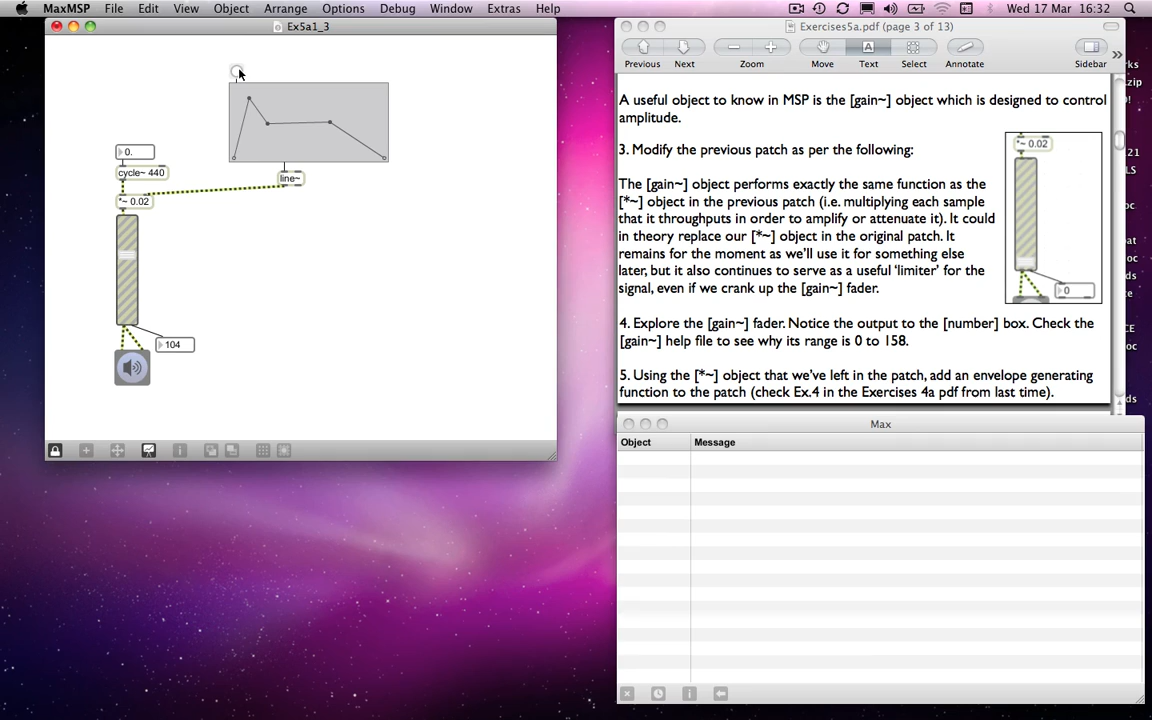 MaxMSP File Edit View Object Arrange Options Debug Window Extras Help Wed 17 Mar 16:32
Ex5a1_3
0.
cycle~ 440
*~ 0.02
line~
104
Exercises5a.pdf (page 3 of 13)
Previous Next Zoom Move Text Select Annotate Sidebar
A useful object to know in MSP is the [gain~] object which is designed to control
amplitude.
3. Modify the previous patch as per the following:
The [gain~] object performs exactly the same function as the
[*~] object in the previous patch (i.e. multiplying each sample
that it throughputs in order to amplify or attenuate it). It could
in theory replace our [*~] object in the original patch. It
remains for the moment as we'll use it for something else
later, but it also continues to serve as a useful 'limiter' for the
signal, even if we crank up the [gain~] fader.
*~ 0.02
0
4. Explore the [gain~] fader. Notice the output to the [number] box. Check the
[gain~] help file to see why its range is 0 to 158.
5. Using the [*~] object that we've left in the patch, add an envelope generating
function to the patch (check Ex.4 in the Exercises 4a pdf from last time).
Max
Object Message